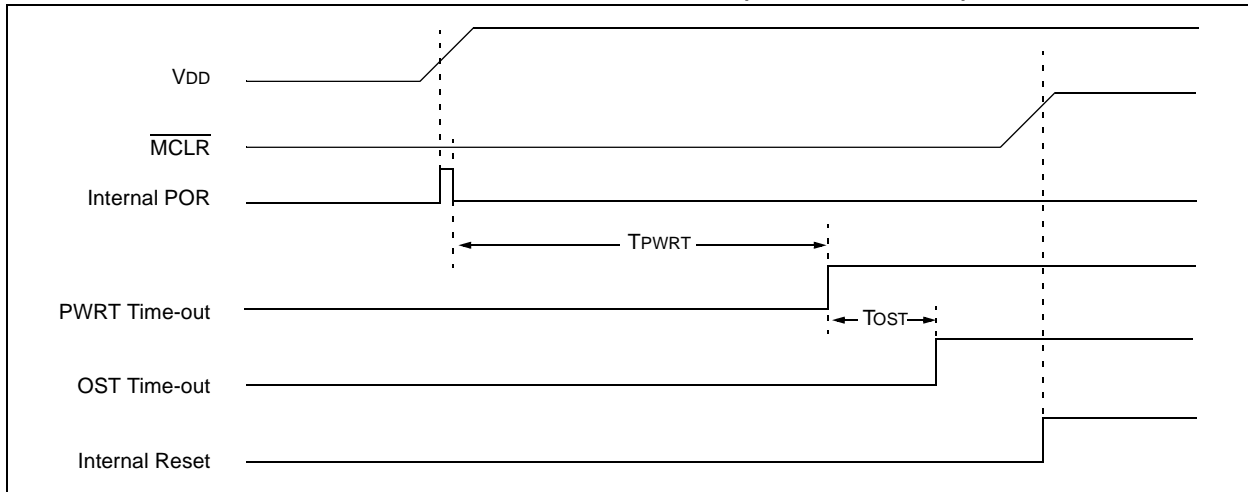 VDD
MCLR
Internal POR
TPWRT
PWRT Time-out
TOST
OST Time-out
Internal Reset